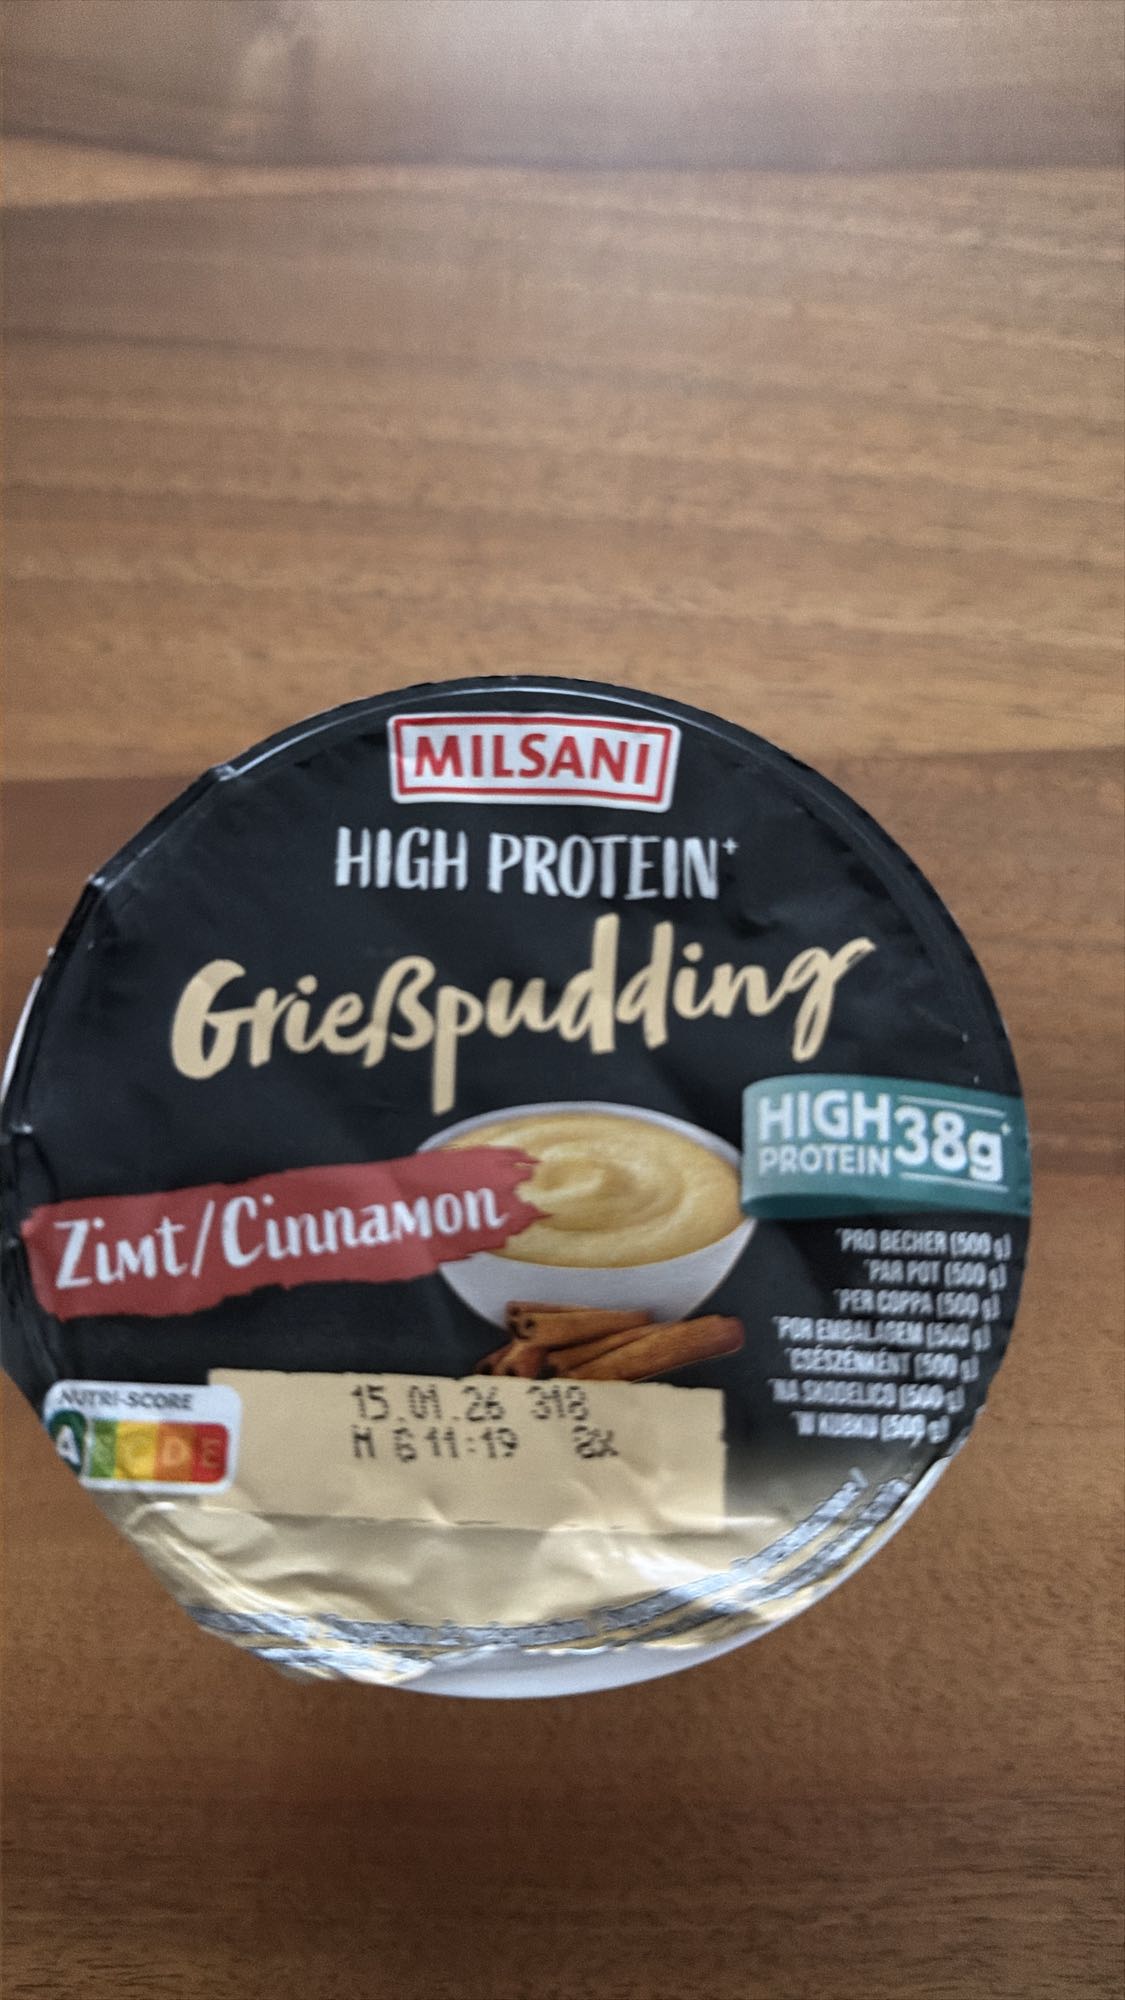 MILSANI
HIGH PROTEIN⁺
Grießpudding
HIGH PROTEIN 38g*
Zimt/Cinnamon
*PRO BECHER (500 g)
*PAR POT (500 g)
*PER COPPA (500 g)
*POR EMBALAGEM (500 g)
*CSÉSZÉNKÉNT (500 g)
*NA SKODELICO (500 g)
*W KUBKU (500 g)
NUTRI-SCORE
A B C D E
15.01.26 318
H 6 11:19